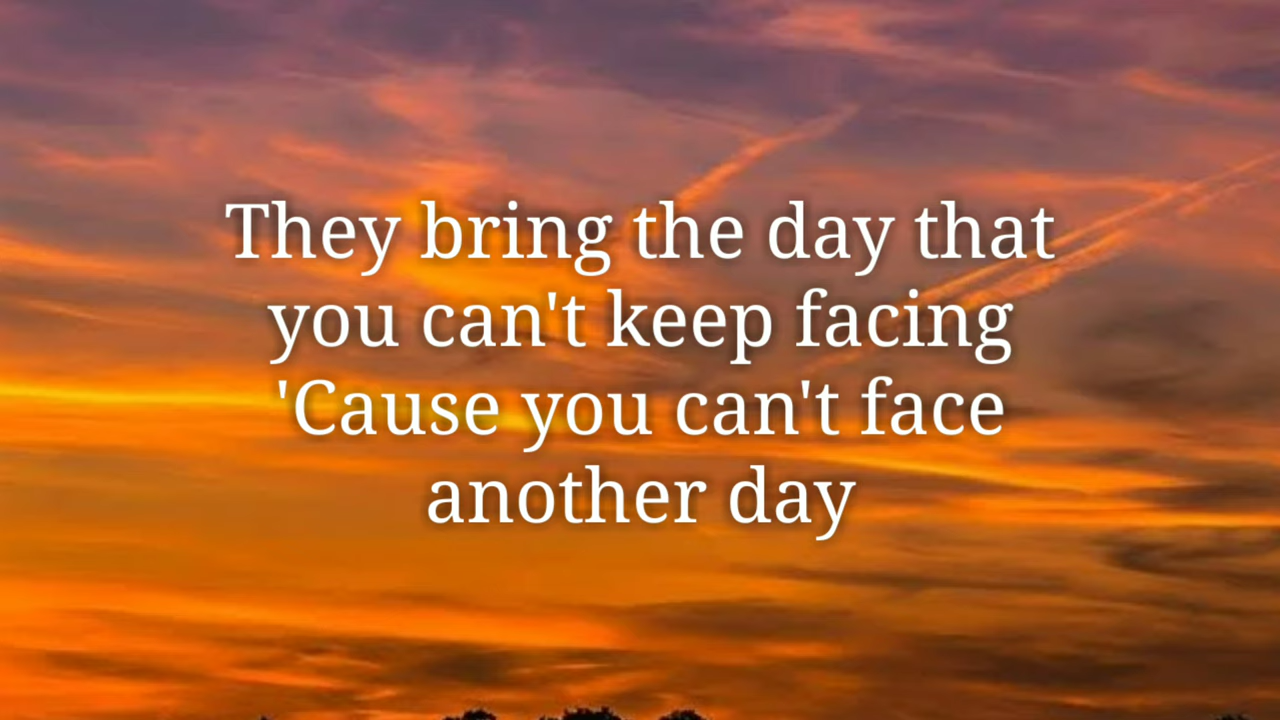 They bring the day that
you can't keep facing
'Cause you can't face
another day